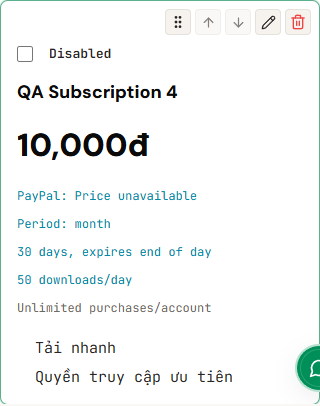 Disabled
QA Subscription 4
10,000đ
PayPal: Price unavailable
Period: month
30 days, expires end of day
50 downloads/day
Unlimited purchases/account
Tải nhanh
Quyền truy cập ưu tiên